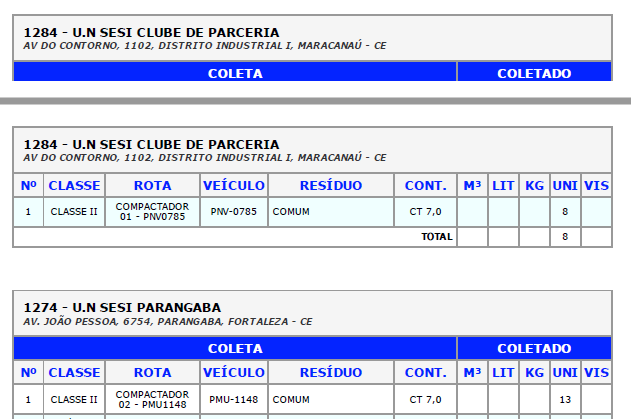 1284 - U.N SESI CLUBE DE PARCERIA
AV DO CONTORNO, 1102, DISTRITO INDUSTRIAL I, MARACANAÚ - CE
COLETA COLETADO
1284 - U.N SESI CLUBE DE PARCERIA
AV DO CONTORNO, 1102, DISTRITO INDUSTRIAL I, MARACANAÚ - CE
Nº CLASSE ROTA VEÍCULO RESÍDUO CONT. M³ LIT KG UNI VIS
1 CLASSE II COMPACTADOR 01 - PNV0785 PNV-0785 COMUM CT 7,0 8
TOTAL 8
1274 - U.N SESI PARANGABA
AV. JOÃO PESSOA, 6754, PARANGABA, FORTALEZA - CE
COLETA COLETADO
Nº CLASSE ROTA VEÍCULO RESÍDUO CONT. M³ LIT KG UNI VIS
1 CLASSE II COMPACTADOR 02 - PMU1148 PMU-1148 COMUM CT 7,0 13